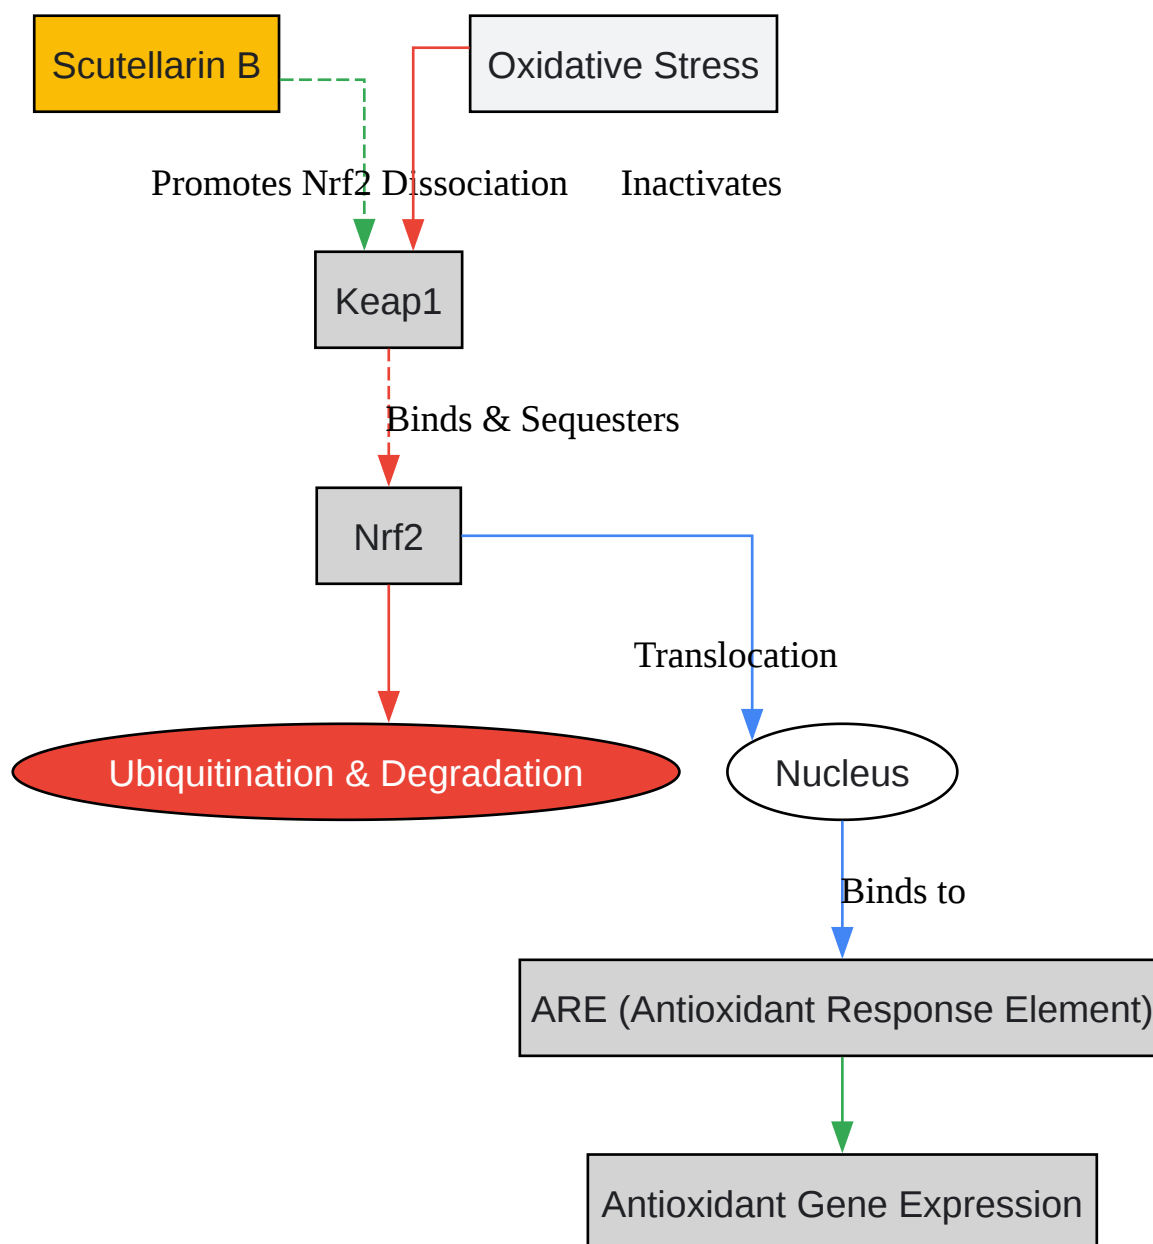 Scutellarin B
Oxidative Stress
Promotes Nrf2 Dissociation
Inactivates
Keap1
Binds & Sequesters
Nrf2
Translocation
Ubiquitination & Degradation
Nucleus
Binds to
ARE (Antioxidant Response Element)
Antioxidant Gene Expression